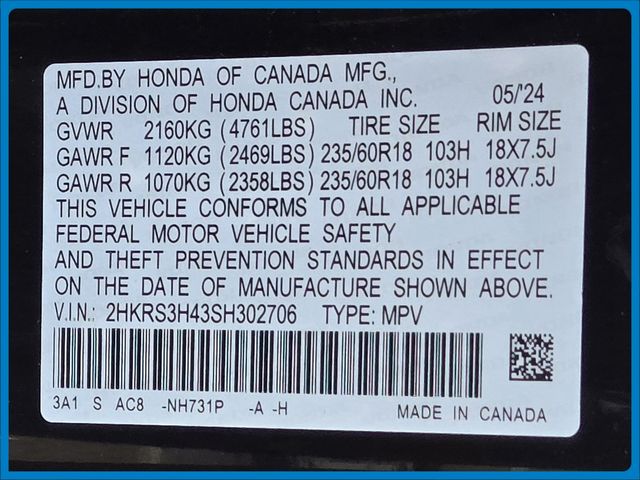 MFD.BY HONDA OF CANADA MFG.,
A DIVISION OF HONDA CANADA INC. 05/'24
GVWR 2160KG (4761LBS) TIRE SIZE RIM SIZE
GAWR F 1120KG (2469LBS) 235/60R18 103H 18X7.5J
GAWR R 1070KG (2358LBS) 235/60R18 103H 18X7.5J
THIS VEHICLE CONFORMS TO ALL APPLICABLE
FEDERAL MOTOR VEHICLE SAFETY
AND THEFT PREVENTION STANDARDS IN EFFECT
ON THE DATE OF MANUFACTURE SHOWN ABOVE.
V.I.N.: 2HKRS3H43SH302706 TYPE: MPV
3A1 S AC8 -NH731P -A -H MADE IN CANADA